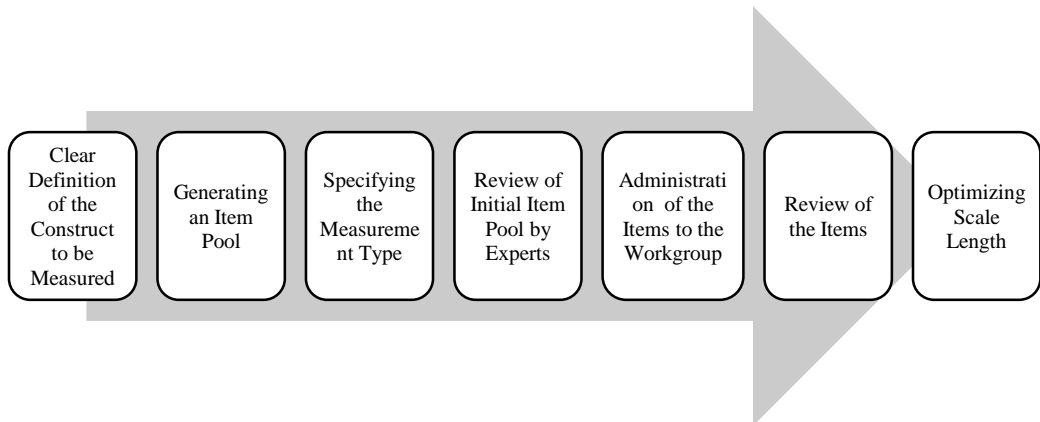 Clear
Definition
of the
Construct
to be
Measured
Generating
an Item
Pool
Specifying
the
Measureme
nt Type
Review of
Initial Item
Pool by
Experts
Administrati
on of the
Items to the
Workgroup
Review of
the Items
Optimizing
Scale
Length